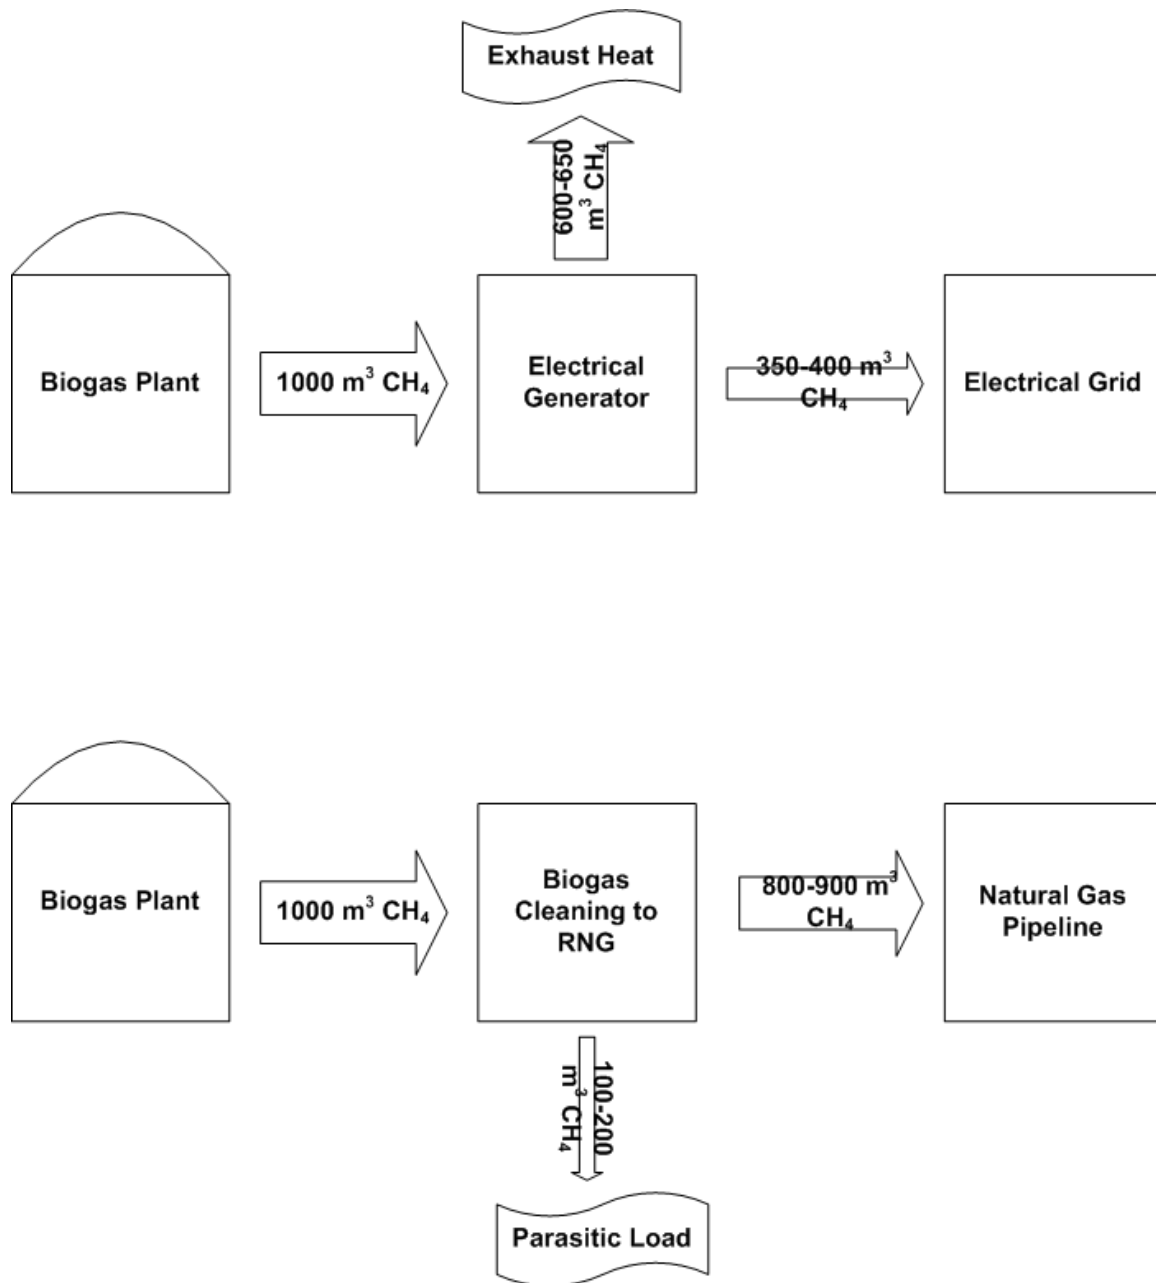 Exhaust Heat
600-650
m³ CH₄
Biogas Plant
1000 m³ CH₄
Electrical
Generator
350-400 m³
CH₄
Electrical Grid
Biogas Plant
1000 m³ CH₄
Biogas
Cleaning to
RNG
800-900 m³
CH₄
Natural Gas
Pipeline
100-200
m³ CH₄
Parasitic Load